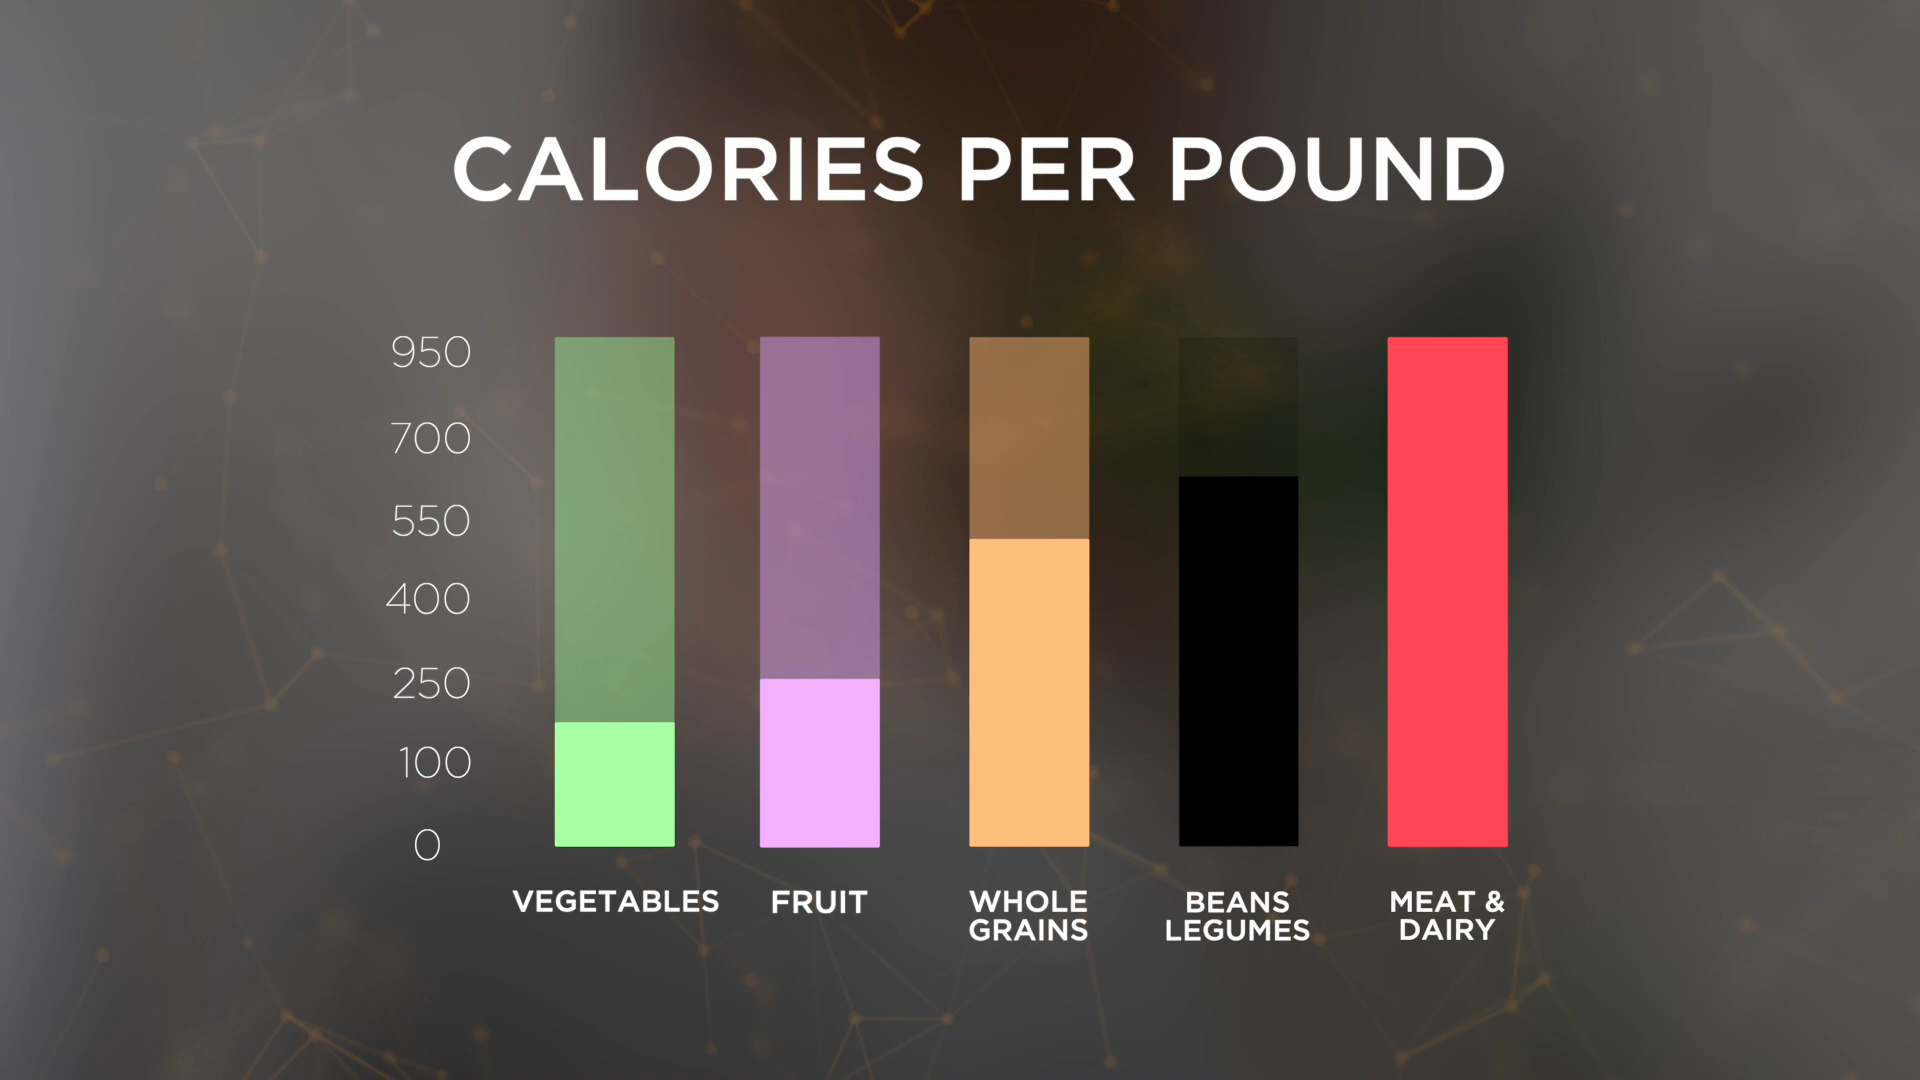 CALORIES PER POUND
950
700
550
400
250
100
0
VEGETABLES
FRUIT
WHOLE
GRAINS
BEANS
LEGUMES
MEAT &
DAIRY